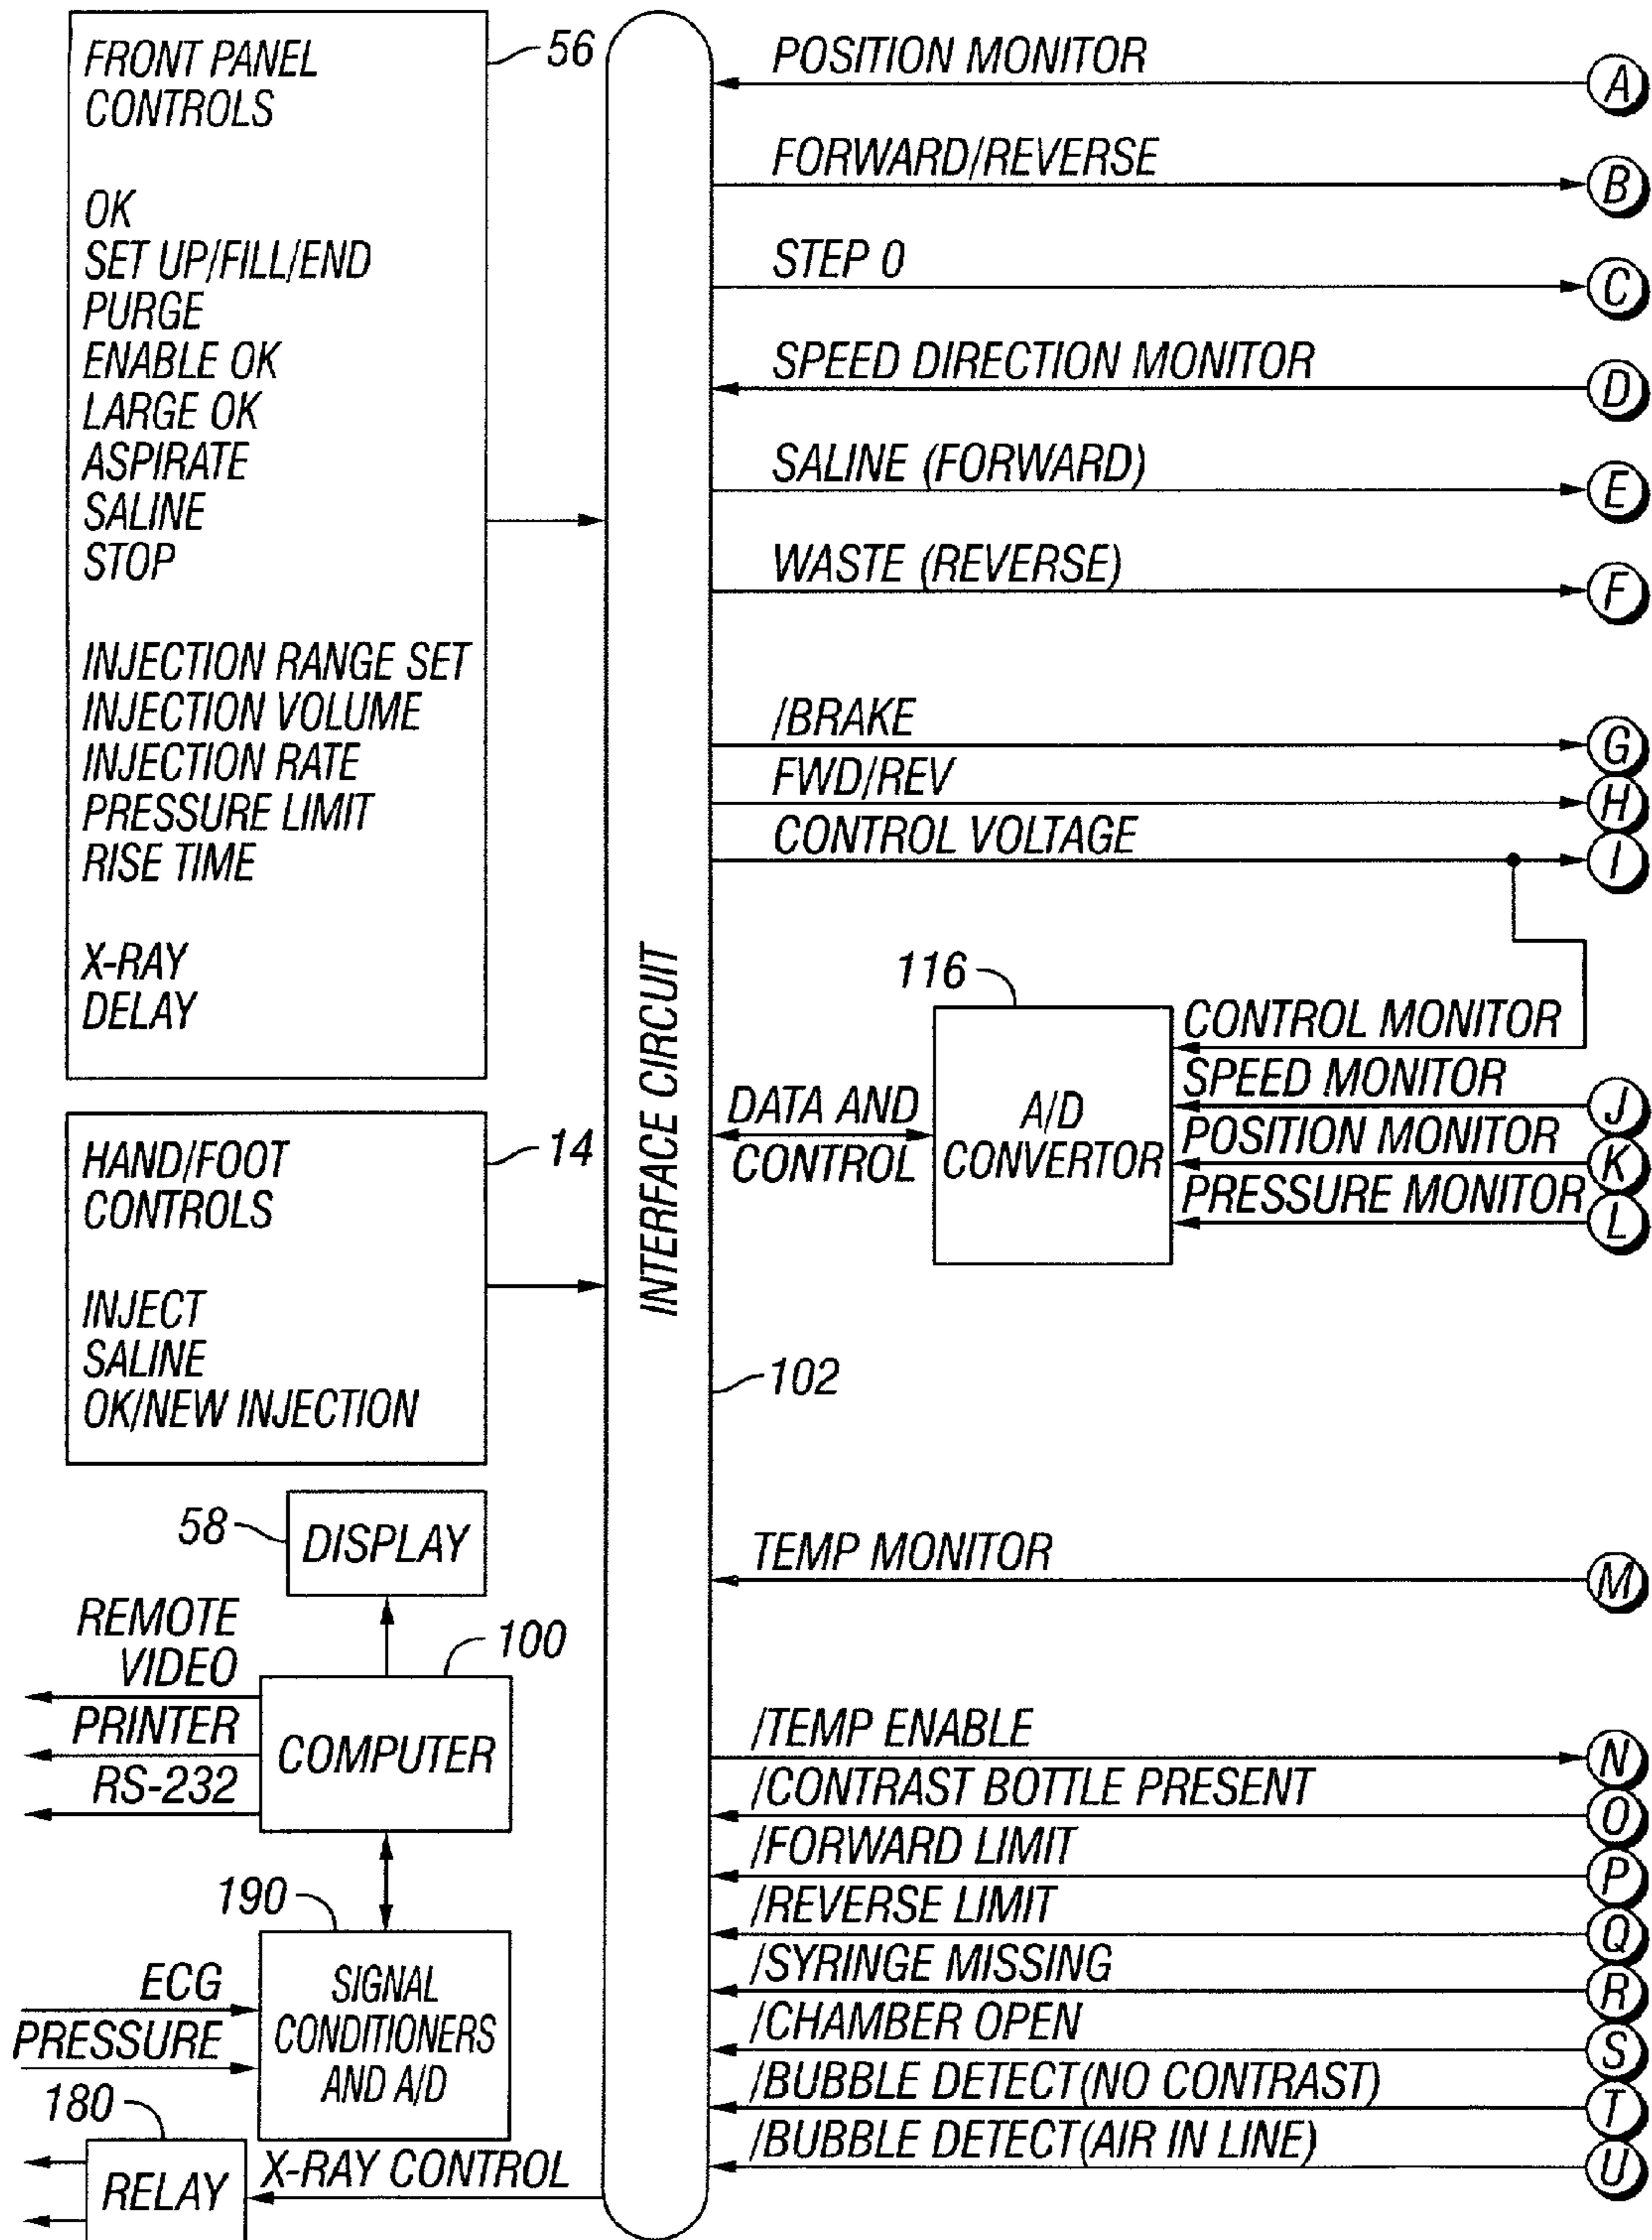 FRONT PANEL
CONTROLS
OK
SET UP/FILL/END
PURGE
ENABLE OK
LARGE OK
ASPIRATE
SALINE
STOP
INJECTION RANGE SET
INJECTION VOLUME
INJECTION RATE
PRESSURE LIMIT
RISE TIME
X-RAY
DELAY
56
HAND/FOOT
CONTROLS
INJECT
SALINE
OK/NEW INJECTION
14
58
DISPLAY
REMOTE
VIDEO
PRINTER
RS-232
100
COMPUTER
190
ECG
PRESSURE
SIGNAL
CONDITIONERS
AND A/D
180
RELAY
X-RAY CONTROL
INTERFACE CIRCUIT
102
POSITION MONITOR
A
FORWARD/REVERSE
B
STEP 0
C
SPEED DIRECTION MONITOR
D
SALINE (FORWARD)
E
WASTE (REVERSE)
F
/BRAKE
G
FWD/REV
H
CONTROL VOLTAGE
I
116
DATA AND
CONTROL
A/D
CONVERTOR
CONTROL MONITOR
SPEED MONITOR
J
POSITION MONITOR
K
PRESSURE MONITOR
L
TEMP MONITOR
M
/TEMP ENABLE
N
/CONTRAST BOTTLE PRESENT
O
/FORWARD LIMIT
P
/REVERSE LIMIT
Q
/SYRINGE MISSING
R
/CHAMBER OPEN
S
/BUBBLE DETECT(NO CONTRAST)
T
/BUBBLE DETECT(AIR IN LINE)
U